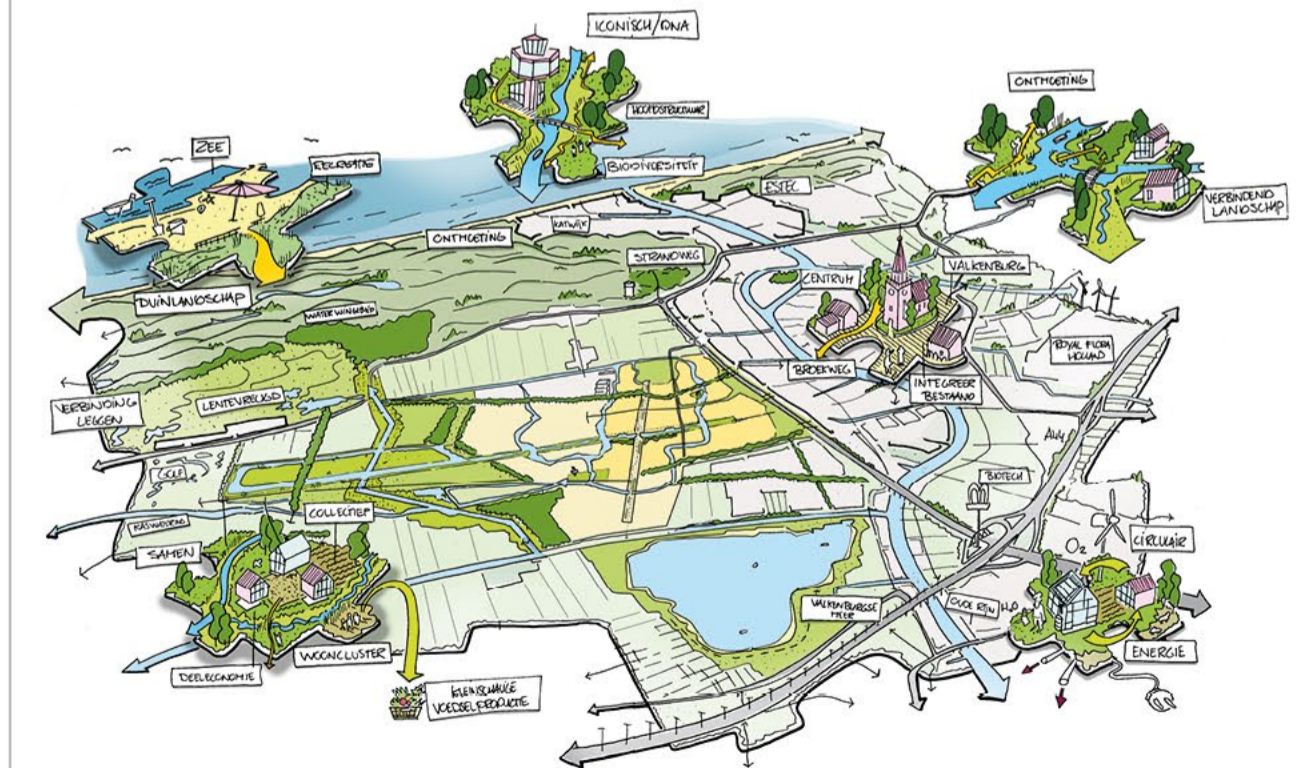 ICONISCH/DNA
ONTMOETING
HOOFDSTRUCTUUR
ZEE
RECREATIE
BIODIVERSITEIT
ESTEC
VERBINDEND
LANDSCHAP
KATWIJK
ONTMOETING
STRANDWEG
VALKENBURG
CENTRUM
DUINLANDSCHAP
WATERWINGEBIED
ROYAL FLORA
HOLLAND
BROEKWEG
INTEGREER
BESTAAND
VERBINDING
LEGGEN
LENTEVREUGD
A44
GOLF
BIOTECH
COLLECTIEF
SAMEN
O2
CIRCULAIR
VALKENBURGSE
MEER
OUDE RIJN
H2O
WOONCLUSTER
ENERGIE
DEELECONOMIE
KLEINSCHALIGE
VOEDSELPRODUCTIE